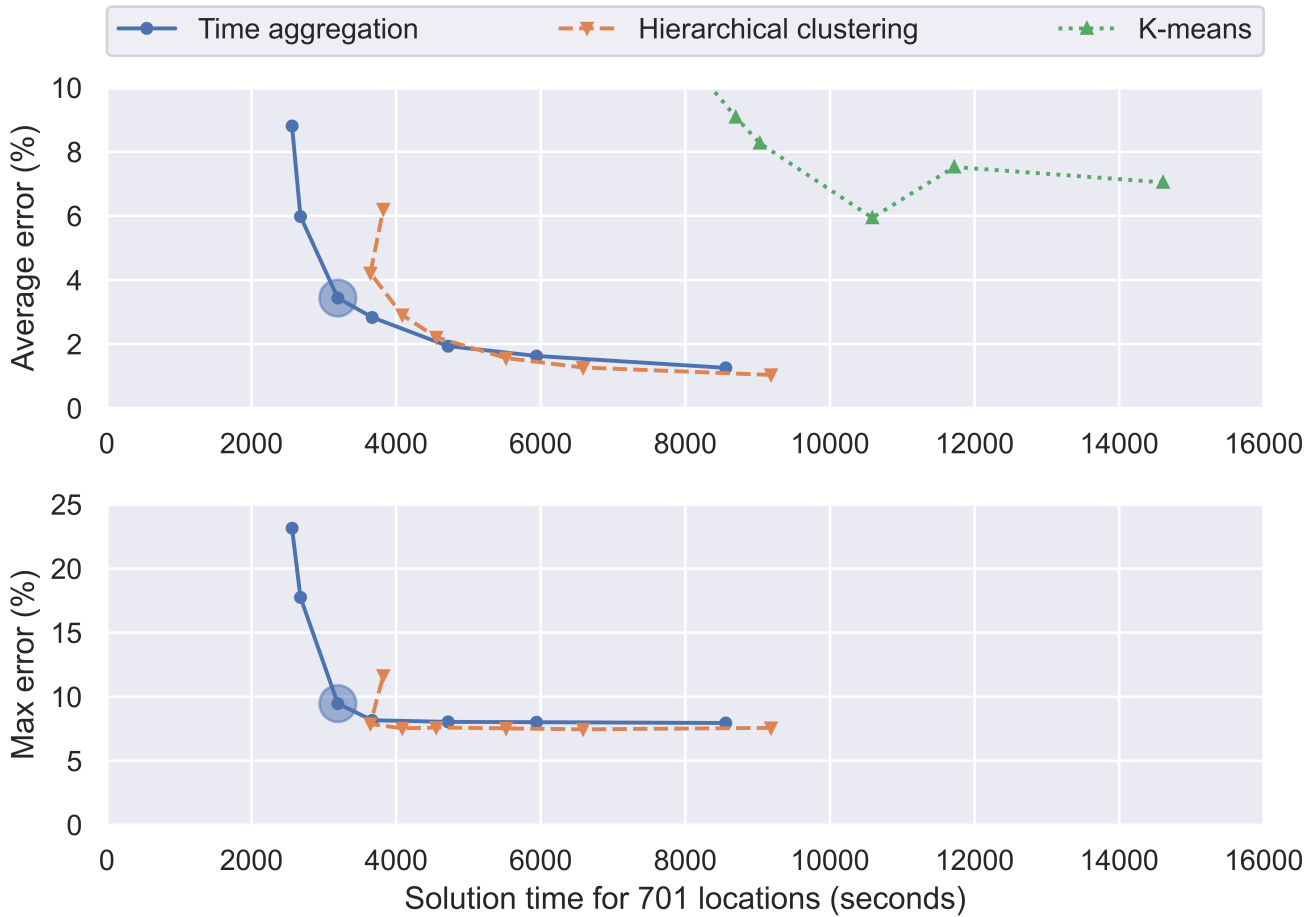 Time aggregation Hierarchical clustering K-means
10
8
6
4
2
0
Average error (%)
0 2000 4000 6000 8000 10000 12000 14000 16000
25
20
15
10
5
0
Max error (%)
0 2000 4000 6000 8000 10000 12000 14000 16000
Solution time for 701 locations (seconds)